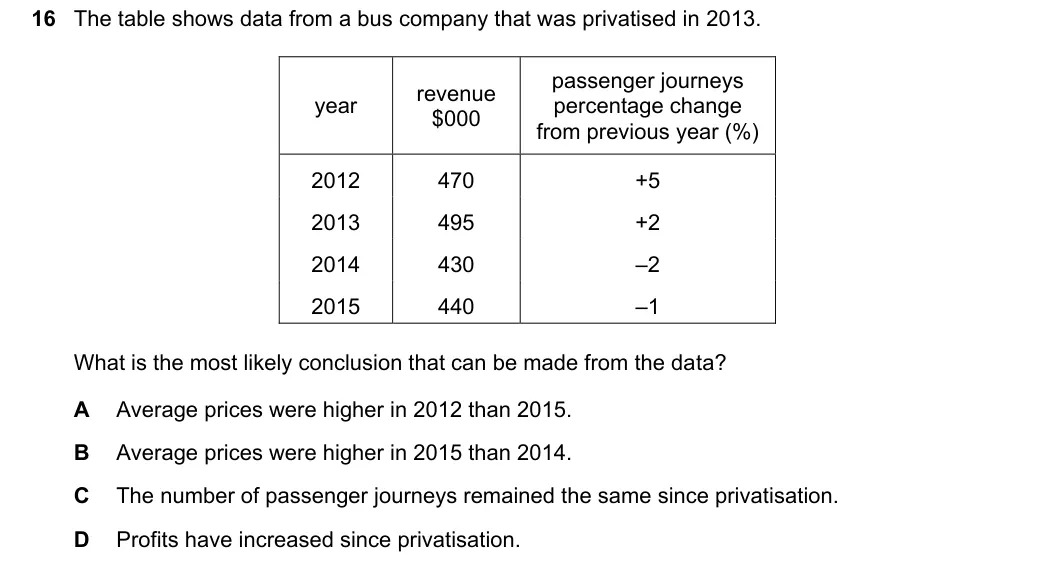 16 The table shows data from a bus company that was privatised in 2013.
year
revenue
$000
passenger journeys
percentage change
from previous year (%)
2012 470 +5
2013 495 +2
2014 430 –2
2015 440 –1
What is the most likely conclusion that can be made from the data?
A Average prices were higher in 2012 than 2015.
B Average prices were higher in 2015 than 2014.
C The number of passenger journeys remained the same since privatisation.
D Profits have increased since privatisation.